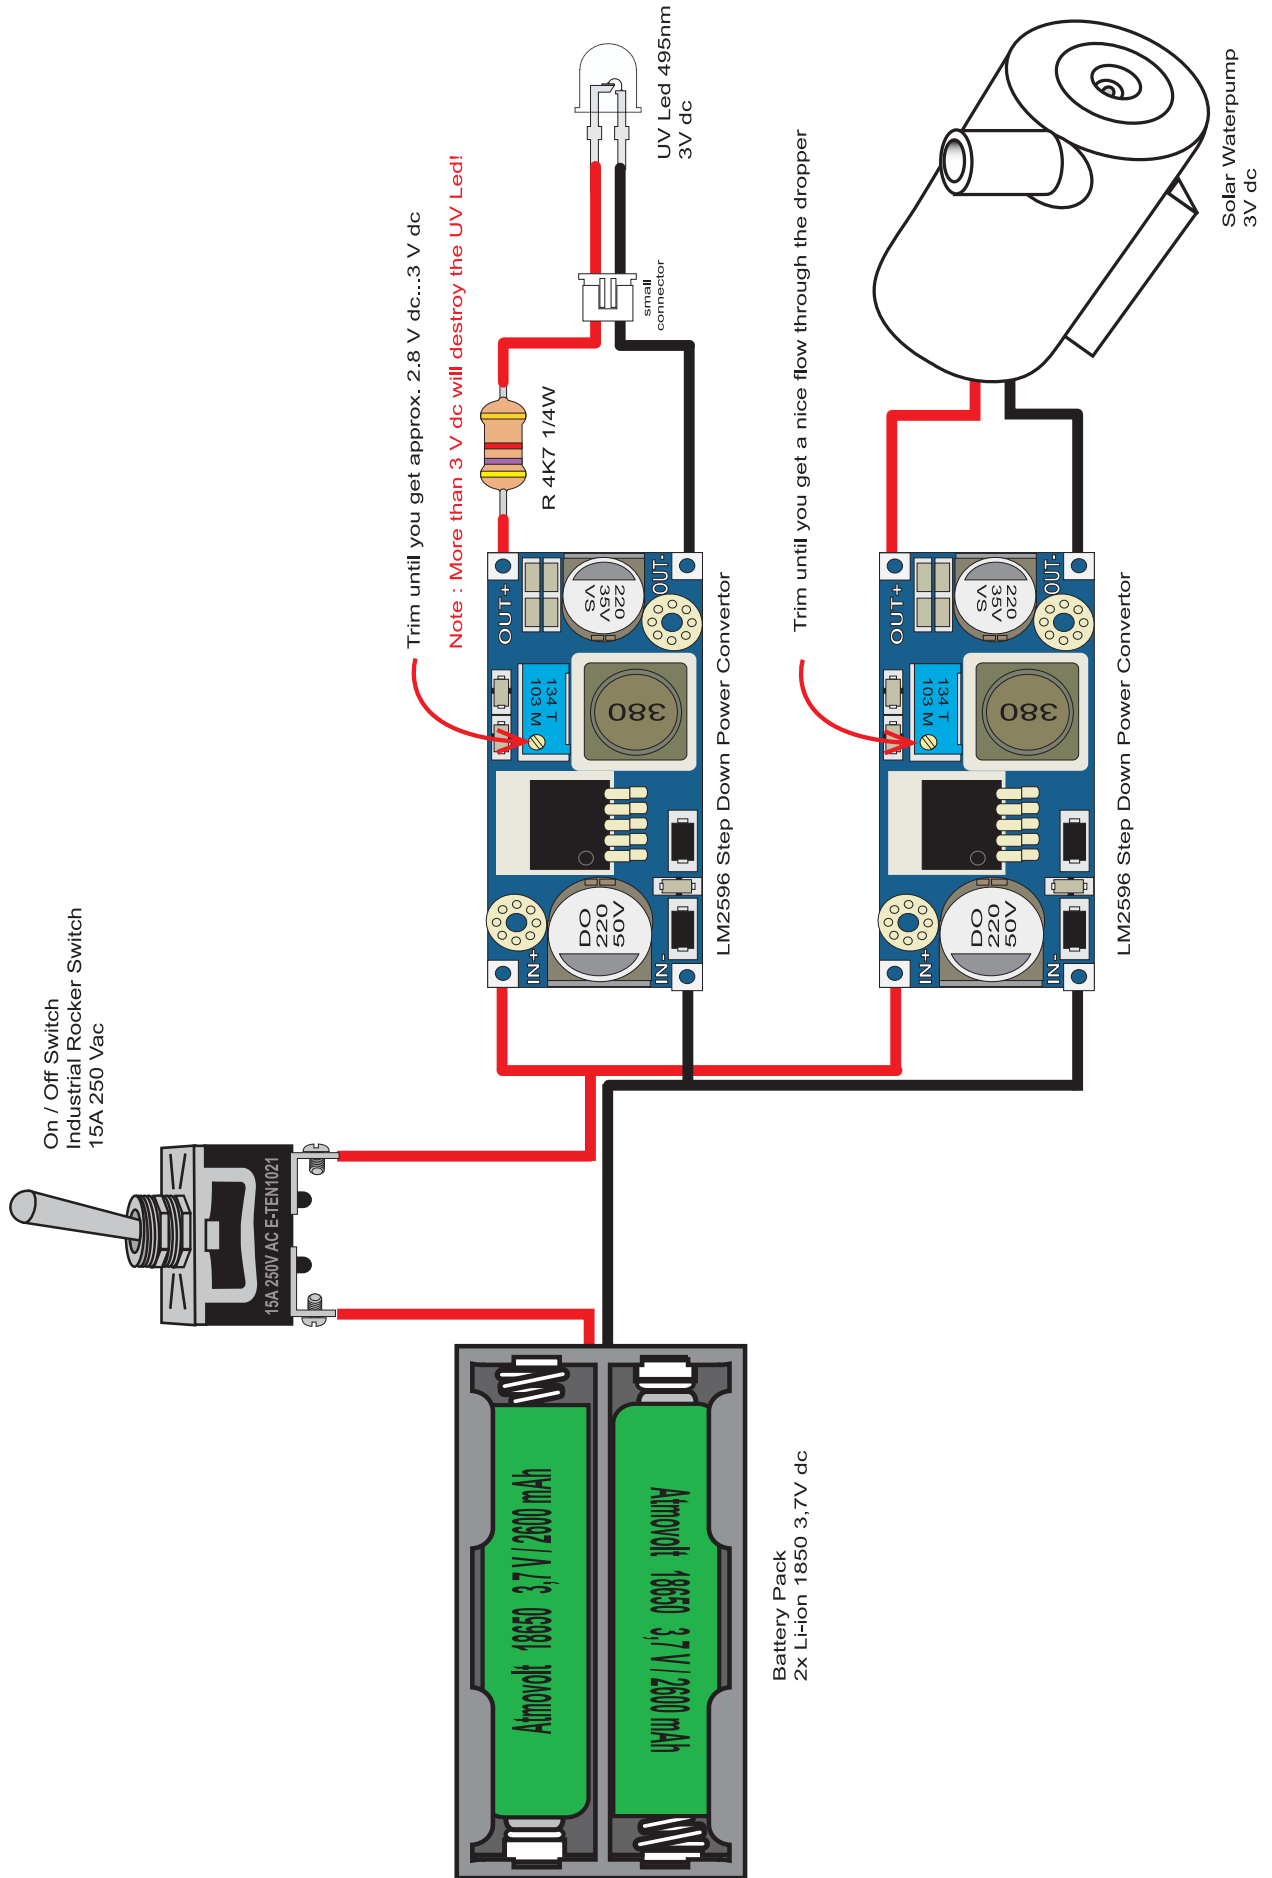 On / Off Switch
Industrial Rocker Switch
15A 250 Vac
15A 250V AC E-TEN1021
Atmovolt 18650 3,7 V / 2600 mAh
Atmovolt 18650 3,7 V / 2600 mAh
Battery Pack
2x Li-ion 1850 3,7V dc
Trim until you get approx. 2.8 V dc...3 V dc
Note : More than 3 V dc will destroy the UV Led!
IN+
IN-
DO
220
50V
134 T
103 M
380
OUT+
220
35V
VS
OUT-
LM2596 Step Down Power Convertor
R 4K7 1/4W
small
connector
UV Led 495nm
3V dc
Trim until you get a nice flow through the dropper
IN+
IN-
DO
220
50V
134 T
103 M
380
OUT+
220
35V
VS
OUT-
LM2596 Step Down Power Convertor
Solar Waterpump
3V dc